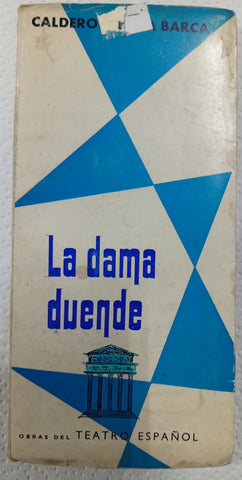 CALDERO BARCA
La dama
duende
OBRAS DEL TEATRO ESPAÑOL